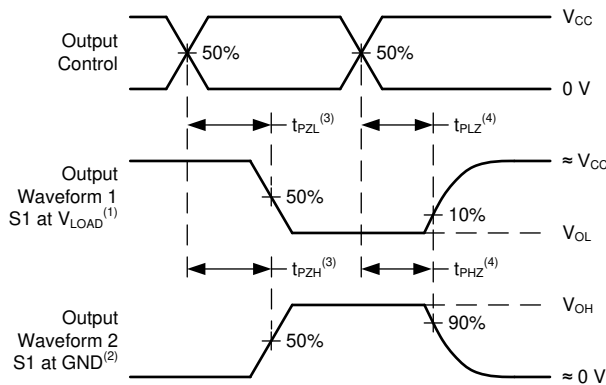 V_CC
Output
Control
50%
50%
0 V
t_PZL^(3)
t_PLZ^(4)
≈ V_CC
Output
Waveform 1
S1 at V_LOAD^(1)
50%
10%
V_OL
t_PZH^(3)
t_PHZ^(4)
V_OH
Output
Waveform 2
S1 at GND^(2)
50%
90%
≈ 0 V